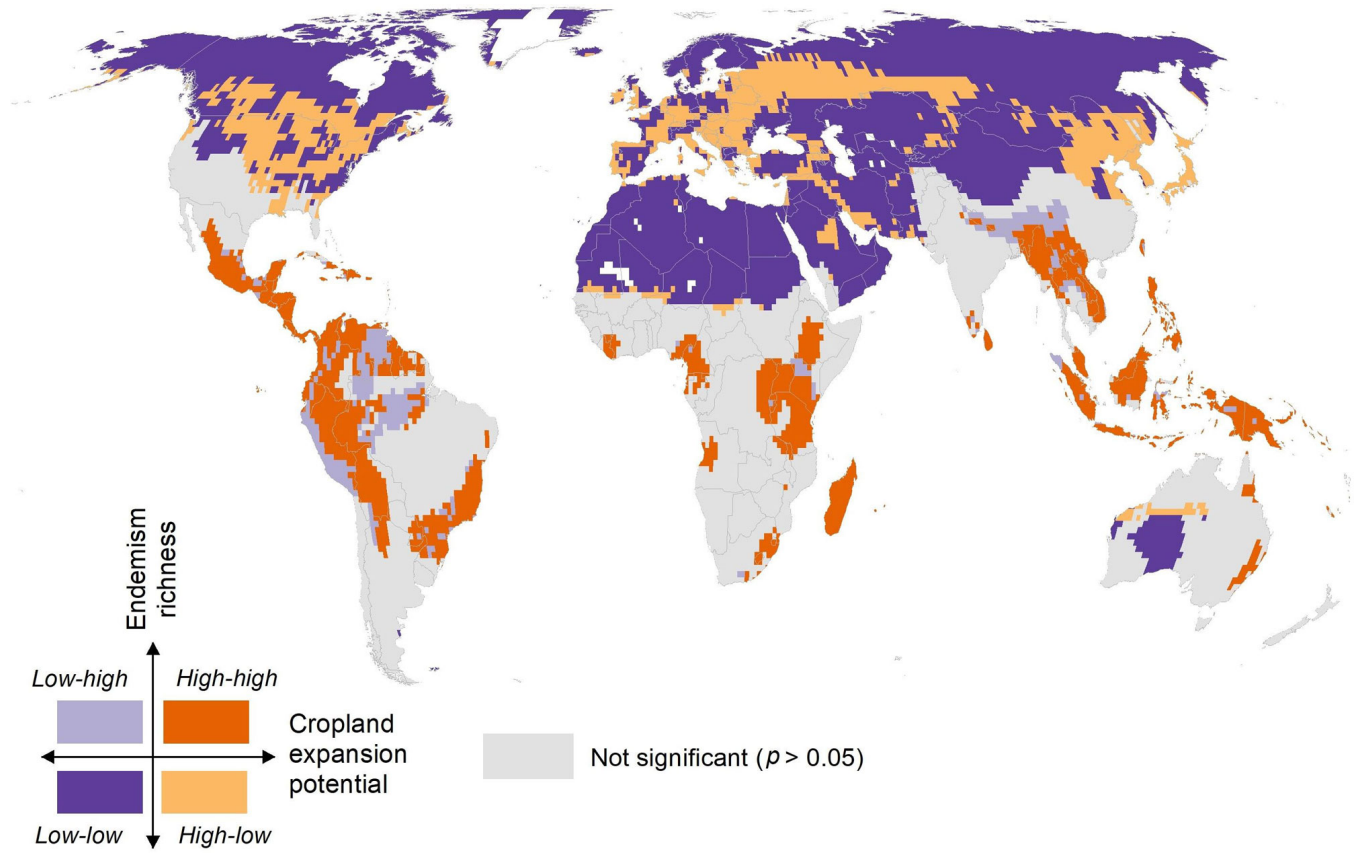 Endemism
richness
Low-high
High-high
Cropland
expansion
potential
Low-low
High-low
Not significant (p > 0.05)